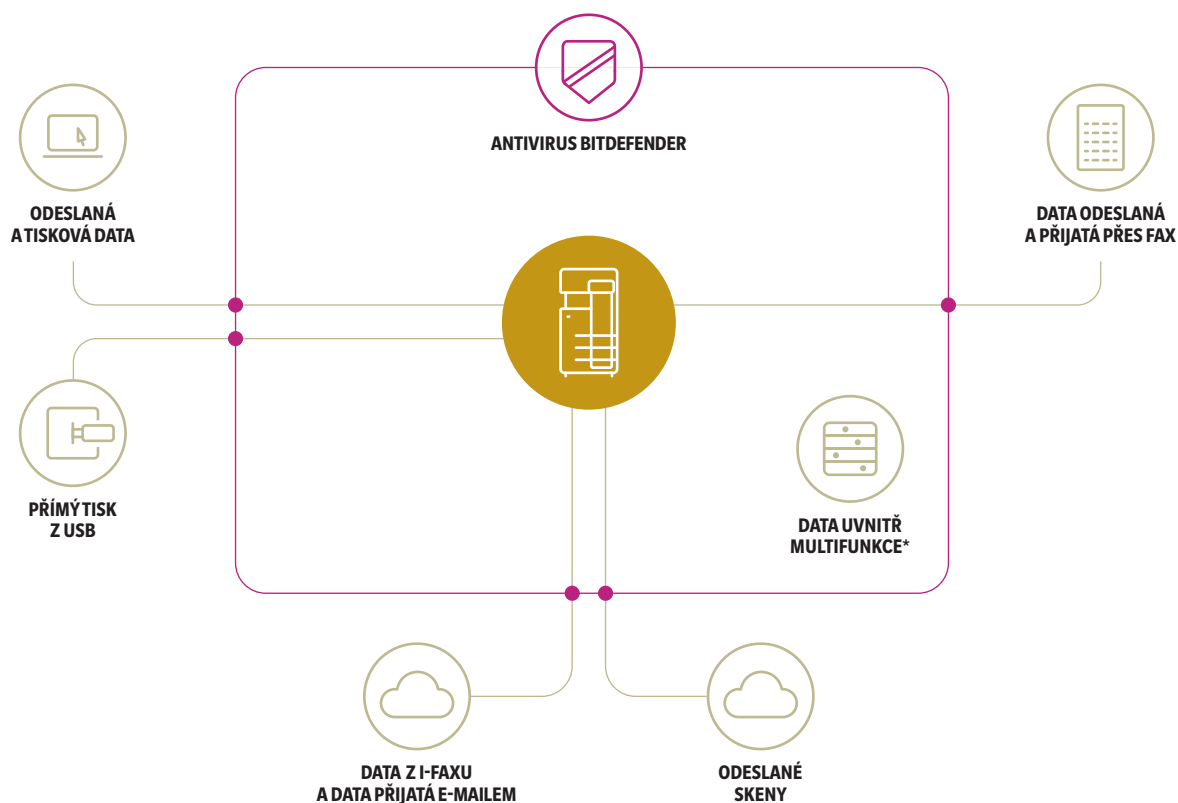 ANTIVIRUS BITDEFENDER
ODESLANÁ
A TISKOVÁ DATA
DATA ODESLANÁ
A PŘIJATÁ PŘES FAX
PŘÍMÝ TISK
Z USB
DATA UVNITŘ
MULTIFUNKCE*
DATA Z I-FAXU
A DATA PŘIJATÁ E-MAILEM
ODESLANÉ
SKENY